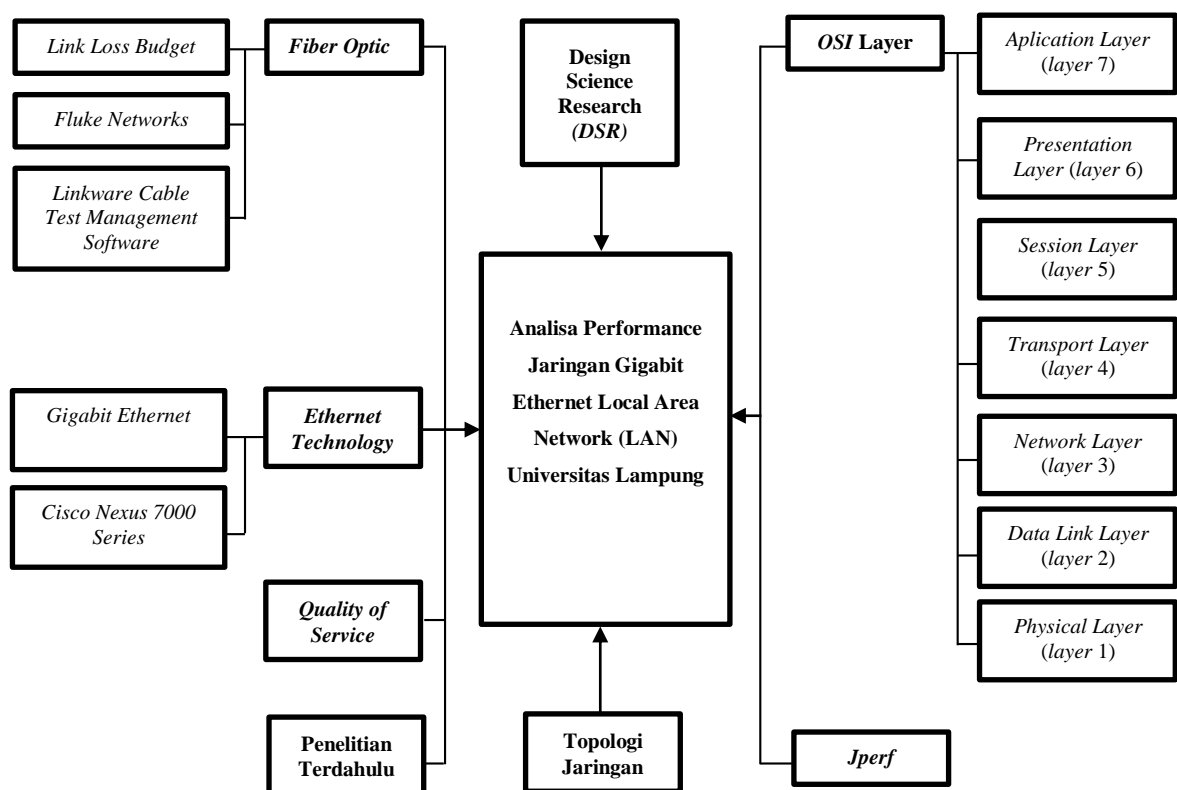 Link Loss Budget
Fluke Networks
Linkware Cable
Test Management
Software
Fiber Optic
Gigabit Ethernet
Cisco Nexus 7000
Series
Ethernet
Technology
Quality of
Service
Penelitian
Terdahulu
Design
Science
Research
(DSR)
Analisa Performance
Jaringan Gigabit
Ethernet Local Area
Network (LAN)
Universitas Lampung
Topologi
Jaringan
OSI Layer
Aplication Layer
(layer 7)
Presentation
Layer (layer 6)
Session Layer
(layer 5)
Transport Layer
(layer 4)
Network Layer
(layer 3)
Data Link Layer
(layer 2)
Physical Layer
(layer 1)
Jperf